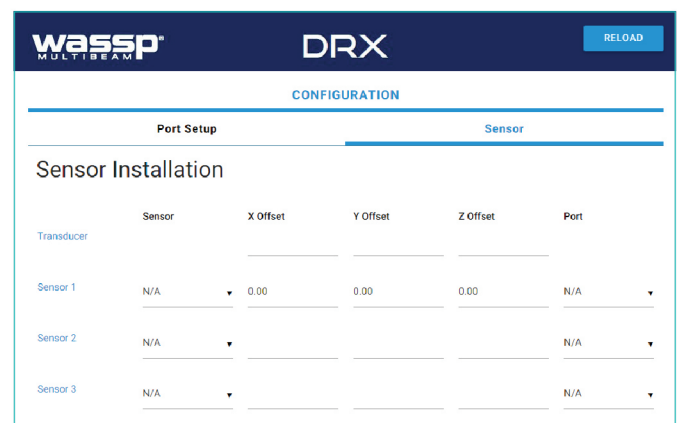 wassp®
MULTIBEAM
DRX
RELOAD
CONFIGURATION
Port Setup Sensor
Sensor Installation
Sensor X Offset Y Offset Z Offset Port
Transducer
Sensor 1 N/A 0.00 0.00 0.00 N/A
Sensor 2 N/A N/A
Sensor 3 N/A N/A